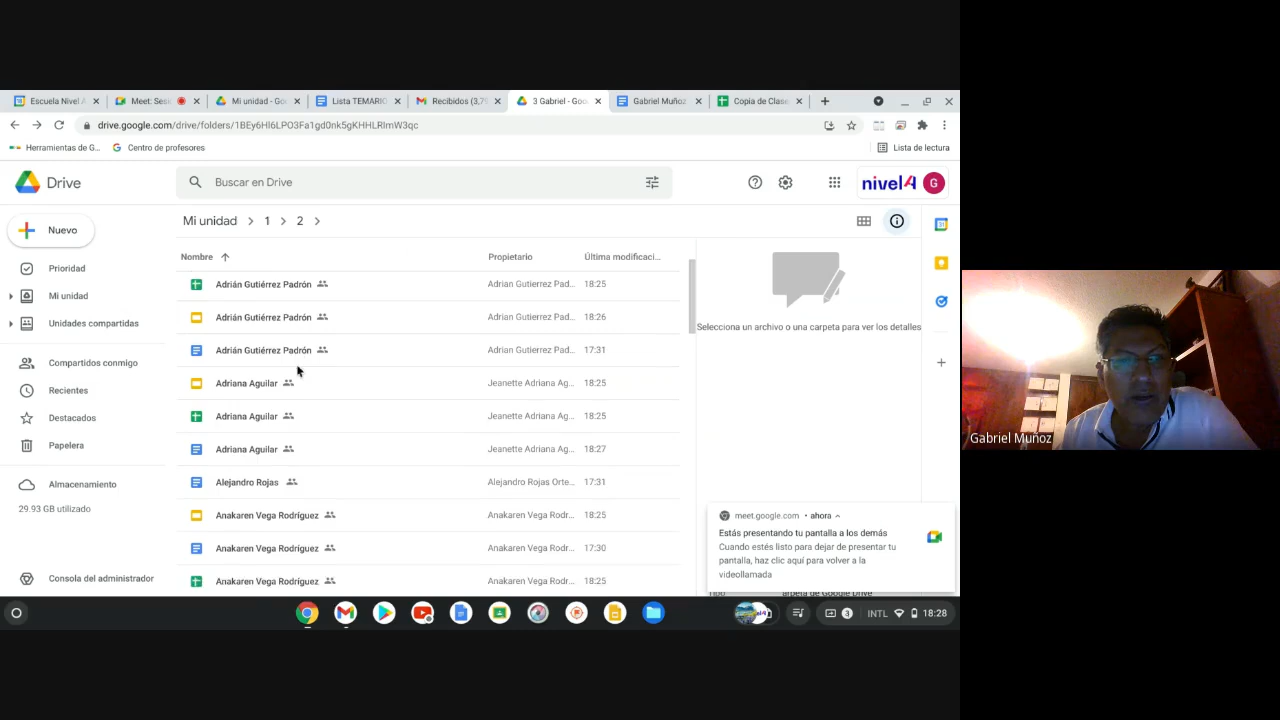 Escuela Nivel A
Meet: Sesi
Mi unidad - Goo
Lista TEMARIO
Recibidos (3,79
3 Gabriel - Goo
Gabriel Muñoz
Copia de Clase
drive.google.com/drive/folders/1BEy6Hl6LPO3Fa1gd0nk5gKHHLRlmW3qc
Herramientas de G...
Centro de profesores
Lista de lectura
Drive
Buscar en Drive
nivel4
G
Nuevo
Mi unidad > 1 > 2 >
Prioridad
Mi unidad
Unidades compartidas
Compartidos conmigo
Recientes
Destacados
Papelera
Almacenamiento
29.93 GB utilizado
Consola del administrador
Nombre
Propietario
Última modificaci...
Adrián Gutiérrez Padrón
Adrian Gutierrez Pad...
18:25
Adrián Gutiérrez Padrón
Adrian Gutierrez Pad...
18:26
Adrián Gutiérrez Padrón
Adrian Gutierrez Pad...
17:31
Adriana Aguilar
Jeanette Adriana Ag...
18:25
Adriana Aguilar
Jeanette Adriana Ag...
18:25
Adriana Aguilar
Jeanette Adriana Ag...
18:27
Alejandro Rojas
Alejandro Rojas Orte...
17:31
Anakaren Vega Rodríguez
Anakaren Vega Rodr...
18:25
Anakaren Vega Rodríguez
Anakaren Vega Rodr...
17:30
Anakaren Vega Rodríguez
Anakaren Vega Rodr...
18:25
Selecciona un archivo o una carpeta para ver los detalles
meet.google.com • ahora
Estás presentando tu pantalla a los demás
Cuando estés listo para dejar de presentar tu
pantalla, haz clic aquí para volver a la
videollamada
arpeta de Google Drive
3
INTL
18:28
Gabriel Muñoz